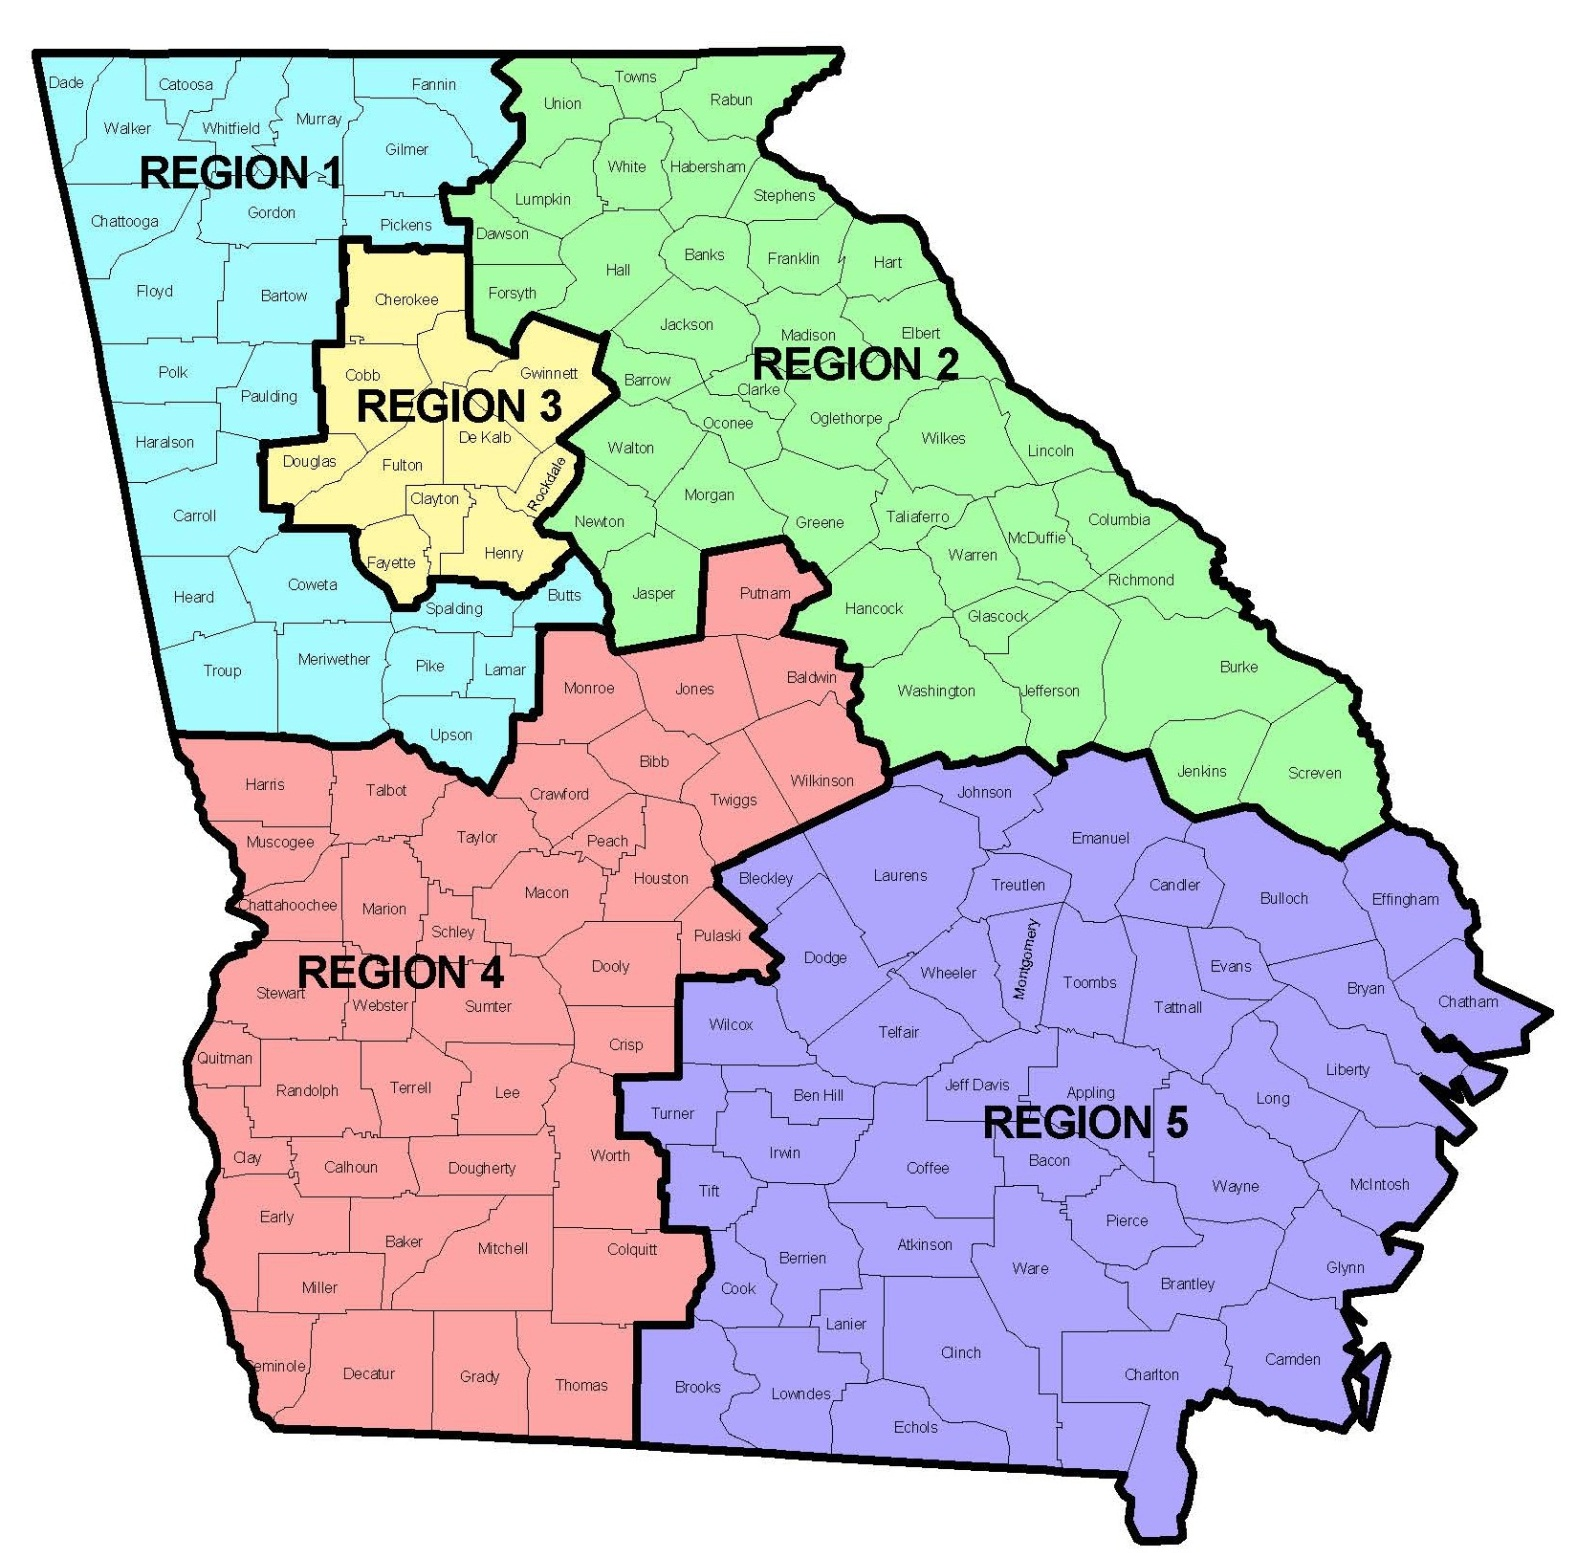 Dade
Catoosa
Fannin
Walker
Whitfield
Murray
Gilmer
REGION 1
Chattooga
Gordon
Pickens
Floyd
Bartow
Polk
Paulding
Haralson
Carroll
Heard
Coweta
Spalding
Butts
Troup
Meriwether
Pike
Lamar
Upson
Towns
Union
Rabun
White
Habersham
Lumpkin
Stephens
Dawson
Hall
Banks
Franklin
Hart
Forsyth
Jackson
Madison
Elbert
REGION 2
Barrow
Clarke
Oconee
Oglethorpe
Walton
Wilkes
Lincoln
Morgan
Newton
Greene
Taliaferro
Columbia
McDuffie
Warren
Richmond
Jasper
Hancock
Glascock
Burke
Washington
Jefferson
Jenkins
Screven
Cherokee
Cobb
Gwinnett
REGION 3
De Kalb
Douglas
Fulton
Rockdale
Clayton
Henry
Fayette
Putnam
Baldwin
Monroe
Jones
Bibb
Wilkinson
Harris
Talbot
Crawford
Twiggs
Muscogee
Taylor
Peach
Houston
Macon
Chattahoochee
Marion
Schley
Pulaski
REGION 4
Dooly
Stewart
Webster
Sumter
Crisp
Quitman
Randolph
Terrell
Lee
Clay
Calhoun
Dougherty
Worth
Early
Baker
Mitchell
Colquitt
Miller
Seminole
Decatur
Grady
Thomas
Johnson
Emanuel
Bleckley
Laurens
Treutlen
Candler
Bulloch
Effingham
Dodge
Wheeler
Montgomery
Toombs
Evans
Bryan
Tattnall
Chatham
Wilcox
Telfair
Liberty
Jeff Davis
Appling
Ben Hill
Long
Turner
REGION 5
Irwin
Coffee
Bacon
Tift
Wayne
McIntosh
Pierce
Berrien
Atkinson
Ware
Cook
Brantley
Glynn
Lanier
Clinch
Camden
Charlton
Brooks
Lowndes
Echols